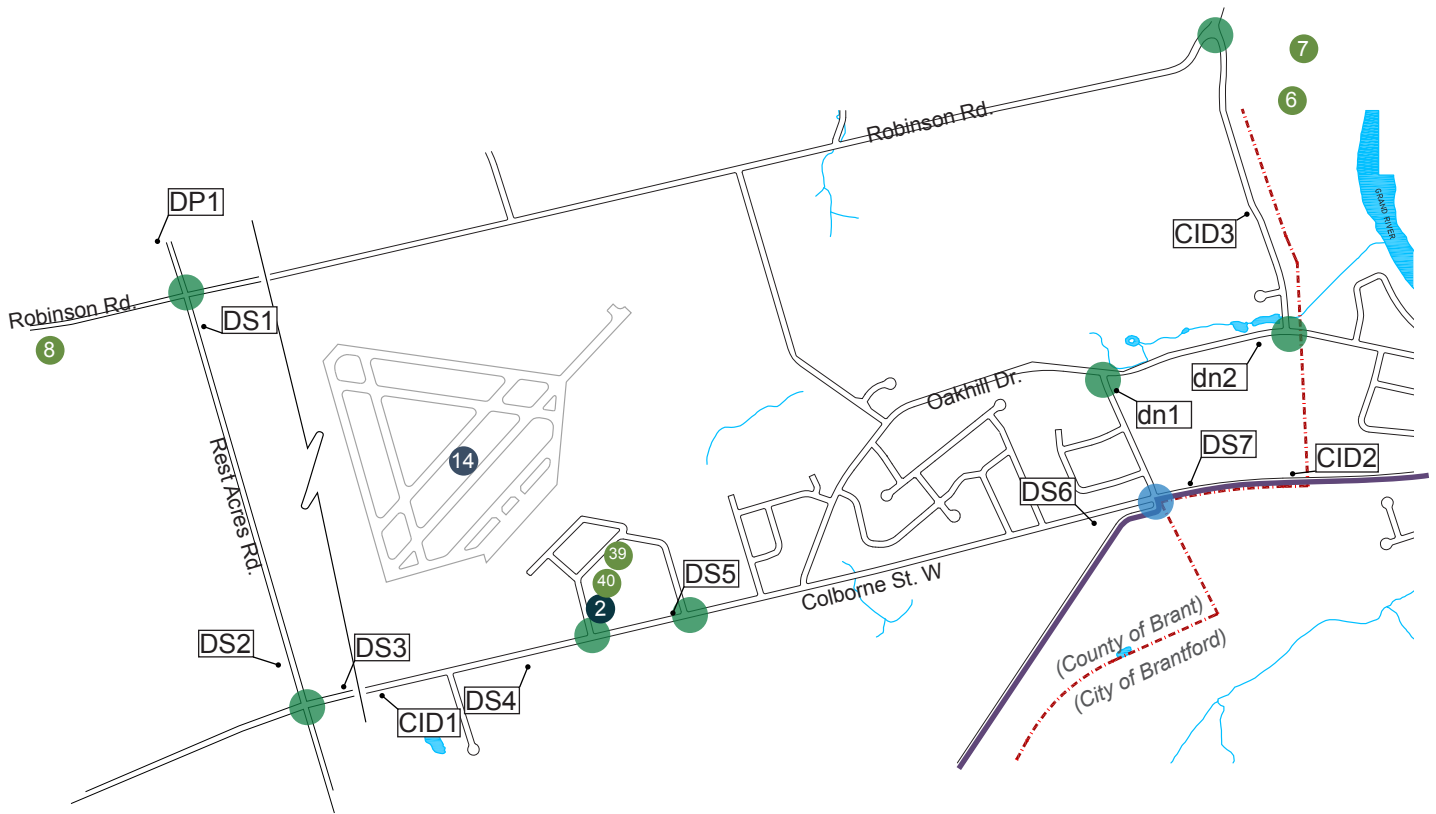 7
6
Robinson Rd.
DP1
GRAND RIVER
CID3
Robinson Rd.
DS1
8
dn2
Oakhill Dr.
dn1
Rest Acres Rd.
14
DS7
CID2
DS6
39
40
DS5
2
Colborne St. W
DS2
DS3
(County of Brant)
(City of Brantford)
DS4
CID1